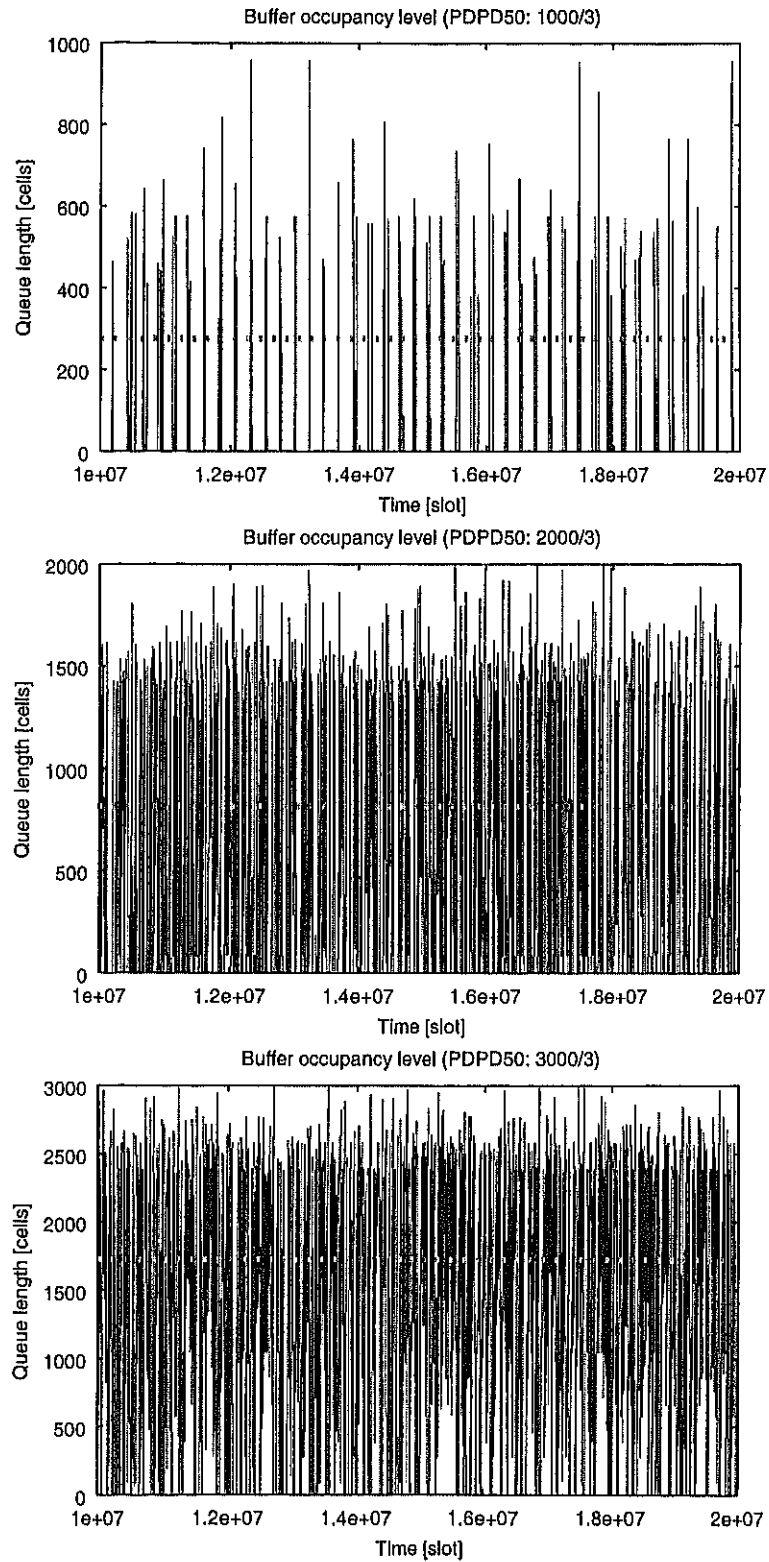 Buffer occupancy level (PDPD50: 1000/3)
1000
800
600
400
200
0
Queue length [cells]
1e+07 1.2e+07 1.4e+07 1.6e+07 1.8e+07 2e+07
Time [slot]
Buffer occupancy level (PDPD50: 2000/3)
2000
1500
1000
500
0
Queue length [cells]
1e+07 1.2e+07 1.4e+07 1.6e+07 1.8e+07 2e+07
Time [slot]
Buffer occupancy level (PDPD50: 3000/3)
3000
2500
2000
1500
1000
500
0
Queue length [cells]
1e+07 1.2e+07 1.4e+07 1.6e+07 1.8e+07 2e+07
Time [slot]